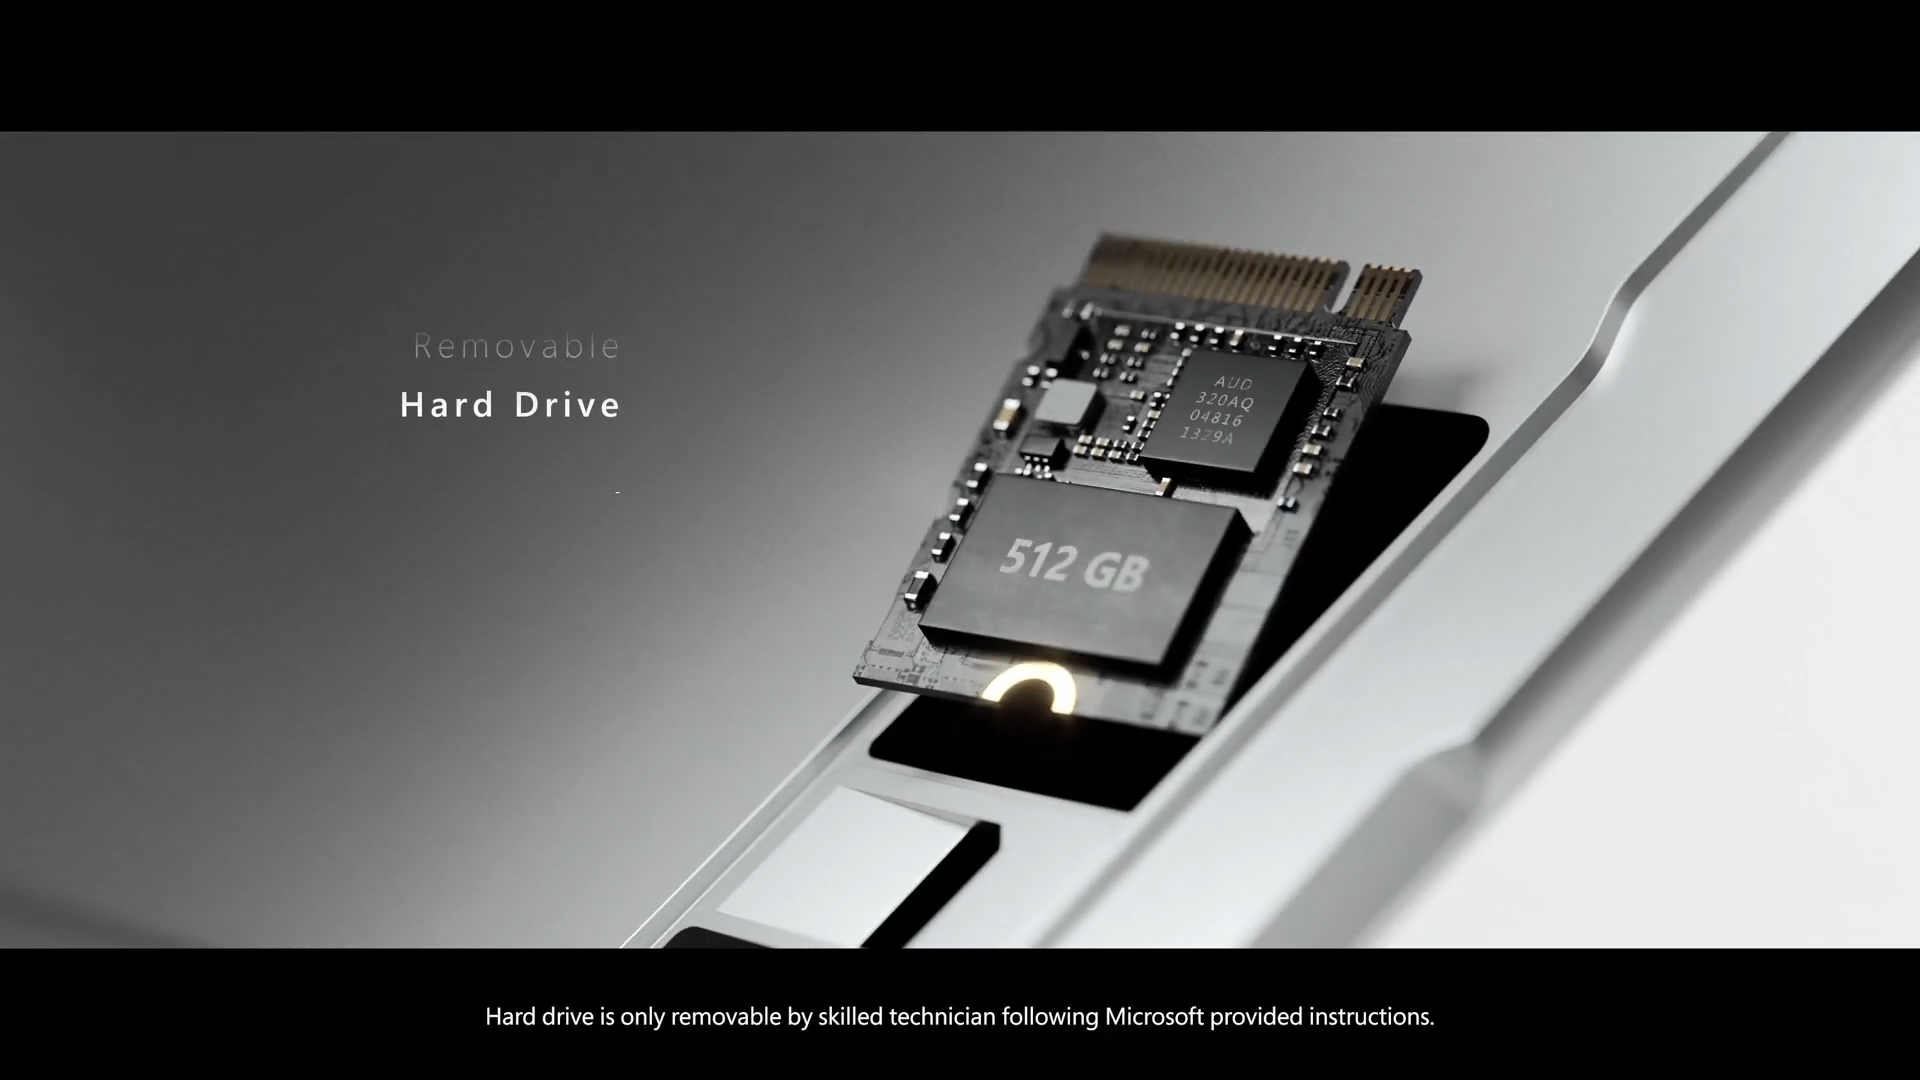 Removable
Hard Drive
AUD
320AQ
04816
1329A
512 GB
Hard drive is only removable by skilled technician following Microsoft provided instructions.